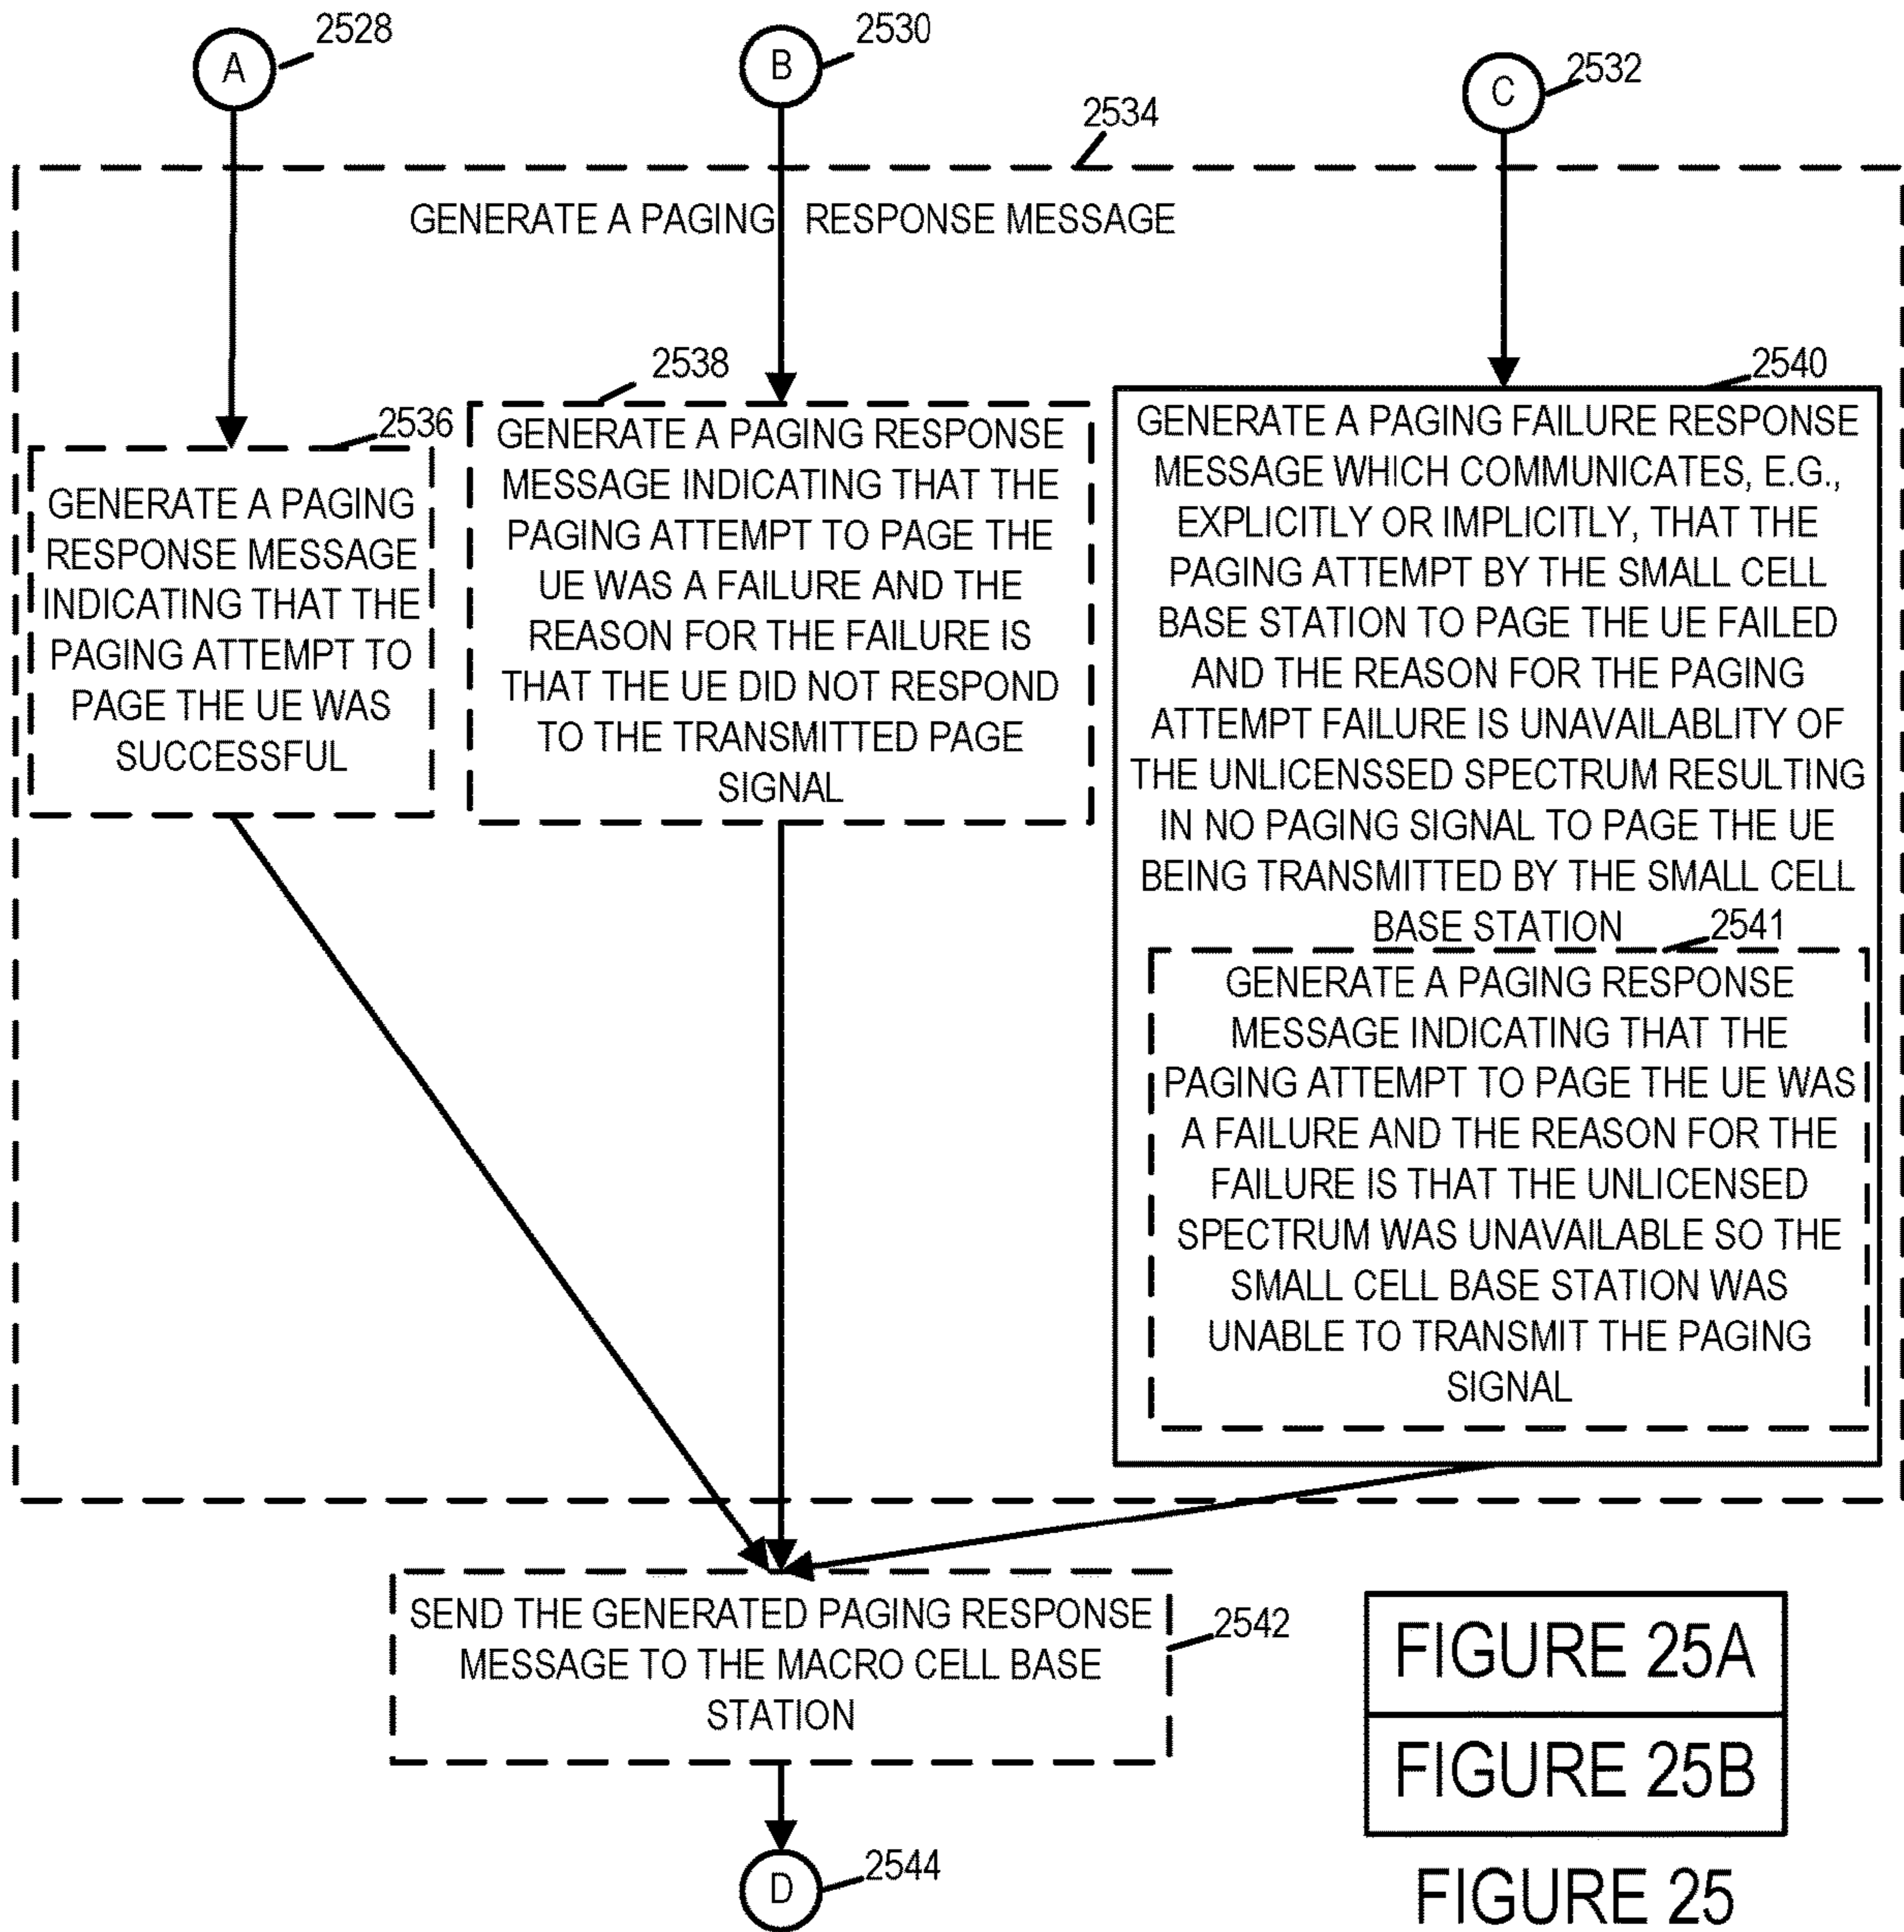 A
2528
B
2530
C
2532
2534
GENERATE A PAGING RESPONSE MESSAGE
2536
GENERATE A PAGING
RESPONSE MESSAGE
INDICATING THAT THE
PAGING ATTEMPT TO
PAGE THE UE WAS
SUCCESSFUL
2538
GENERATE A PAGING RESPONSE
MESSAGE INDICATING THAT THE
PAGING ATTEMPT TO PAGE THE
UE WAS A FAILURE AND THE
REASON FOR THE FAILURE IS
THAT THE UE DID NOT RESPOND
TO THE TRANSMITTED PAGE
SIGNAL
2540
GENERATE A PAGING FAILURE RESPONSE
MESSAGE WHICH COMMUNICATES, E.G.,
EXPLICITLY OR IMPLICITLY, THAT THE
PAGING ATTEMPT BY THE SMALL CELL
BASE STATION TO PAGE THE UE FAILED
AND THE REASON FOR THE PAGING
ATTEMPT FAILURE IS UNAVAILABLITY OF
THE UNLICENSSED SPECTRUM RESULTING
IN NO PAGING SIGNAL TO PAGE THE UE
BEING TRANSMITTED BY THE SMALL CELL
BASE STATION
2541
GENERATE A PAGING RESPONSE
MESSAGE INDICATING THAT THE
PAGING ATTEMPT TO PAGE THE UE WAS
A FAILURE AND THE REASON FOR THE
FAILURE IS THAT THE UNLICENSED
SPECTRUM WAS UNAVAILABLE SO THE
SMALL CELL BASE STATION WAS
UNABLE TO TRANSMIT THE PAGING
SIGNAL
SEND THE GENERATED PAGING RESPONSE
MESSAGE TO THE MACRO CELL BASE
STATION
2542
D
2544
FIGURE 25A
FIGURE 25B
FIGURE 25